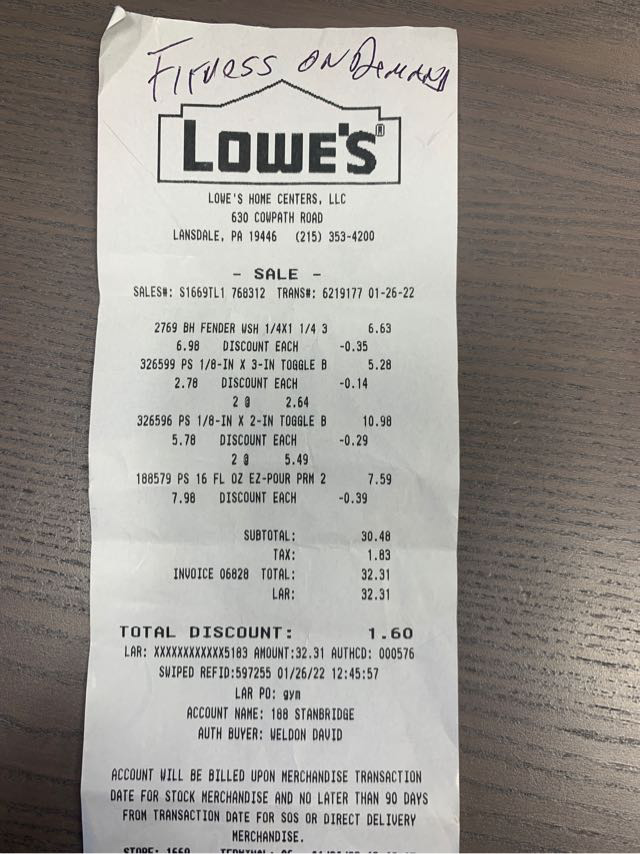 FITNESS ON DEMAND
LOWE'S®
LOWE'S HOME CENTERS, LLC
630 COWPATH ROAD
LANSDALE, PA 19446 (215) 353-4200
- SALE -
SALES#: S1669TL1 768312 TRANS#: 6219177 01-26-22
2769 BH FENDER WSH 1/4X1 1/4 3 6.63
6.98 DISCOUNT EACH -0.35
326599 PS 1/8-IN X 3-IN TOGGLE B 5.28
2.78 DISCOUNT EACH -0.14
2 @ 2.64
326596 PS 1/8-IN X 2-IN TOGGLE B 10.98
5.78 DISCOUNT EACH -0.29
2 @ 5.49
188579 PS 16 FL OZ EZ-POUR PRM 2 7.59
7.98 DISCOUNT EACH -0.39
SUBTOTAL: 30.48
TAX: 1.83
INVOICE 06828 TOTAL: 32.31
LAR: 32.31
TOTAL DISCOUNT: 1.60
LAR: XXXXXXXXXXXX5183 AMOUNT:32.31 AUTHCD: 000576
SWIPED REFID:597255 01/26/22 12:45:57
LAR PO: gym
ACCOUNT NAME: 188 STANBRIDGE
AUTH BUYER: WELDON DAVID
ACCOUNT WILL BE BILLED UPON MERCHANDISE TRANSACTION
DATE FOR STOCK MERCHANDISE AND NO LATER THAN 90 DAYS
FROM TRANSACTION DATE FOR SOS OR DIRECT DELIVERY
MERCHANDISE.
STORE: 1669 TERMINAL: